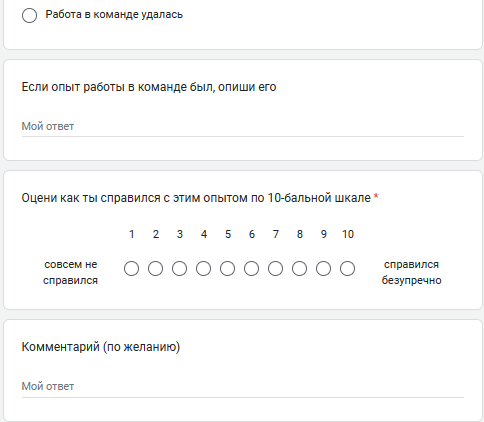 Работа в команде удалась
Если опыт работы в команде был, опиши его
Мой ответ
Оцени как ты справился с этим опытом по 10-бальной шкале *
1 2 3 4 5 6 7 8 9 10
совсем не
справился
справился
безупречно
Комментарий (по желанию)
Мой ответ